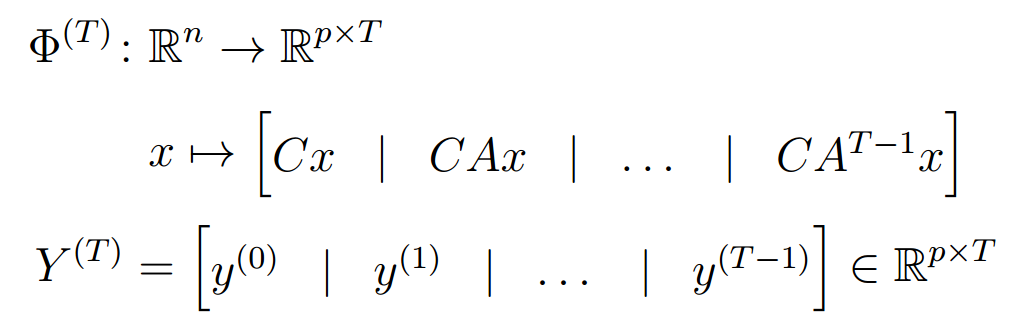 Φ^(T): ℝ^n → ℝ^{p×T}
x ↦ [Cx | CAx | … | CA^{T−1}x]
Y^(T) = [y^(0) | y^(1) | … | y^(T−1)] ∈ ℝ^{p×T}